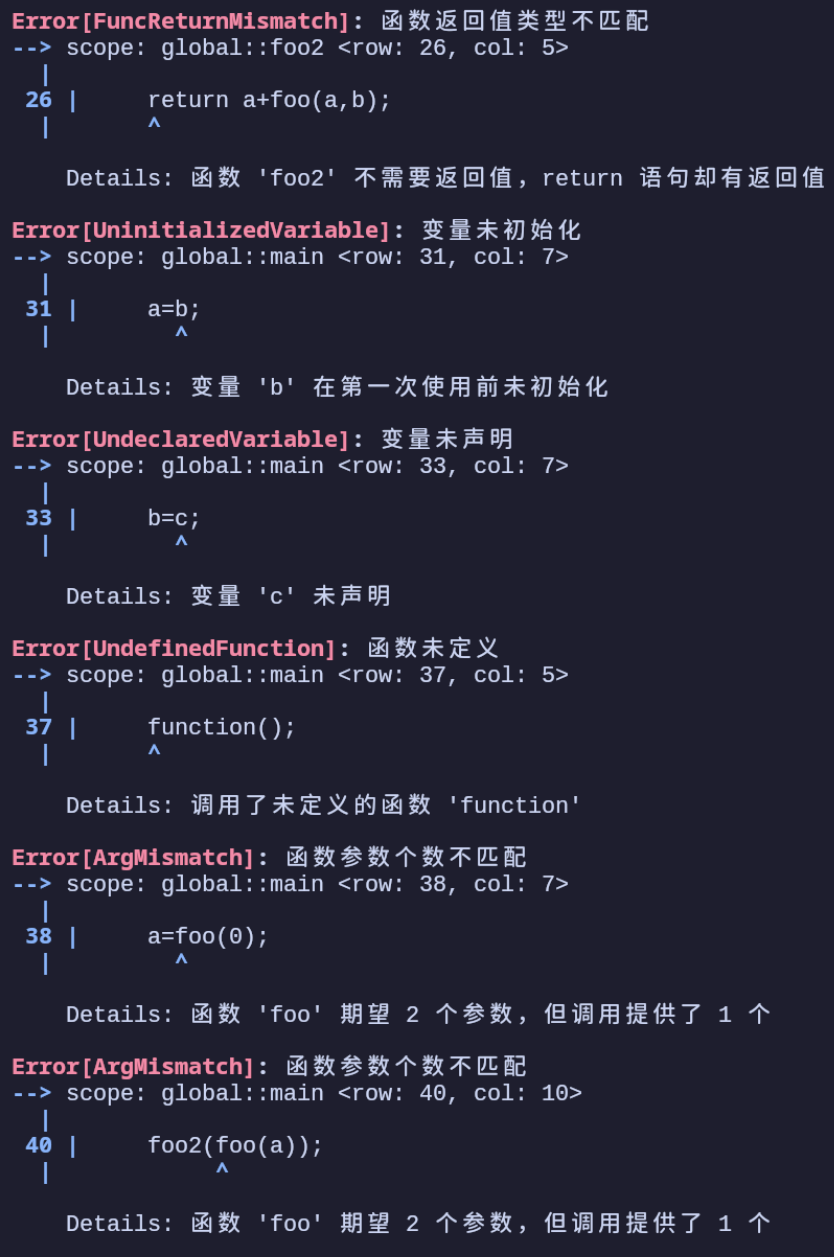 Error[FuncReturnMismatch]: 函数返回值类型不匹配
--> scope: global::foo2 <row: 26, col: 5>
  |
26 |     return a+foo(a,b);
  |     ^
Details: 函数 'foo2' 不需要返回值，return 语句却有返回值
Error[UninitializedVariable]: 变量未初始化
--> scope: global::main <row: 31, col: 7>
  |
31 |     a=b;
  |       ^
Details: 变量 'b' 在第一次使用前未初始化
Error[UndeclaredVariable]: 变量未声明
--> scope: global::main <row: 33, col: 7>
  |
33 |     b=c;
  |       ^
Details: 变量 'c' 未声明
Error[UndefinedFunction]: 函数未定义
--> scope: global::main <row: 37, col: 5>
  |
37 |     function();
  |     ^
Details: 调用了未定义的函数 'function'
Error[ArgMismatch]: 函数参数个数不匹配
--> scope: global::main <row: 38, col: 7>
  |
38 |     a=foo(0);
  |       ^
Details: 函数 'foo' 期望 2 个参数，但调用提供了 1 个
Error[ArgMismatch]: 函数参数个数不匹配
--> scope: global::main <row: 40, col: 10>
  |
40 |     foo2(foo(a));
  |          ^
Details: 函数 'foo' 期望 2 个参数，但调用提供了 1 个